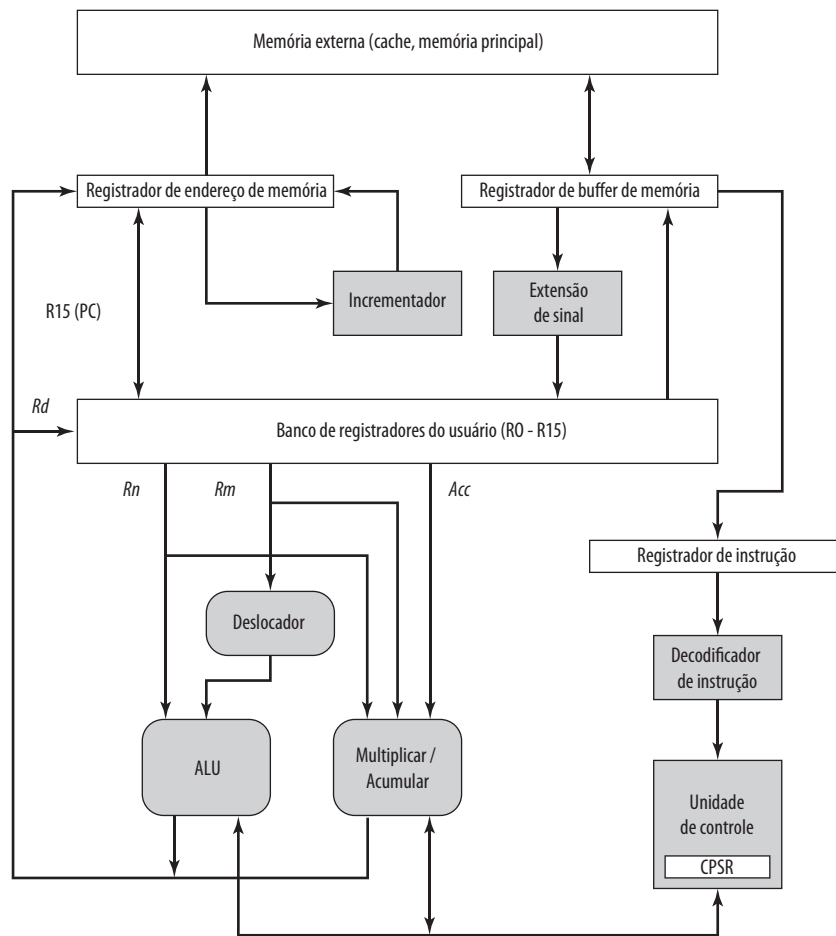 Memória externa (cache, memória principal)
Registrador de endereço de memória
Registrador de buffer de memória
Incrementador
Extensão
de sinal
R15 (PC)
Rd
Banco de registradores do usuário (RO - R15)
Rn
Rm
Acc
Registrador de instrução
Deslocador
Decodificador
de instrução
ALU
Multiplicar /
Acumular
Unidade
de controle
CPSR